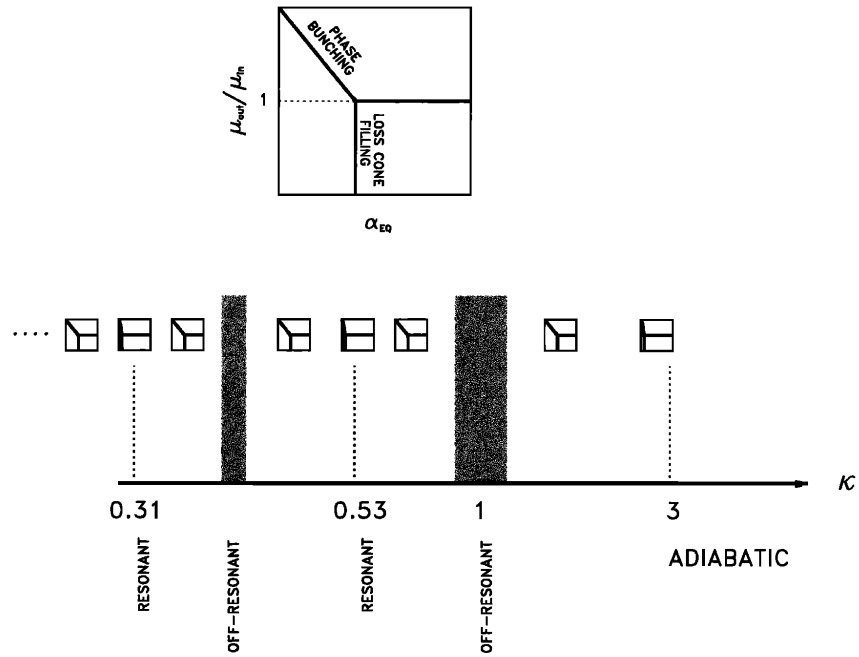 PHASE
BUNCHING
μout/μin
1
LOSS CONE
FILLING
αEQ
....
κ
0.31
0.53
1
3
RESONANT
OFF-RESONANT
RESONANT
OFF-RESONANT
ADIABATIC